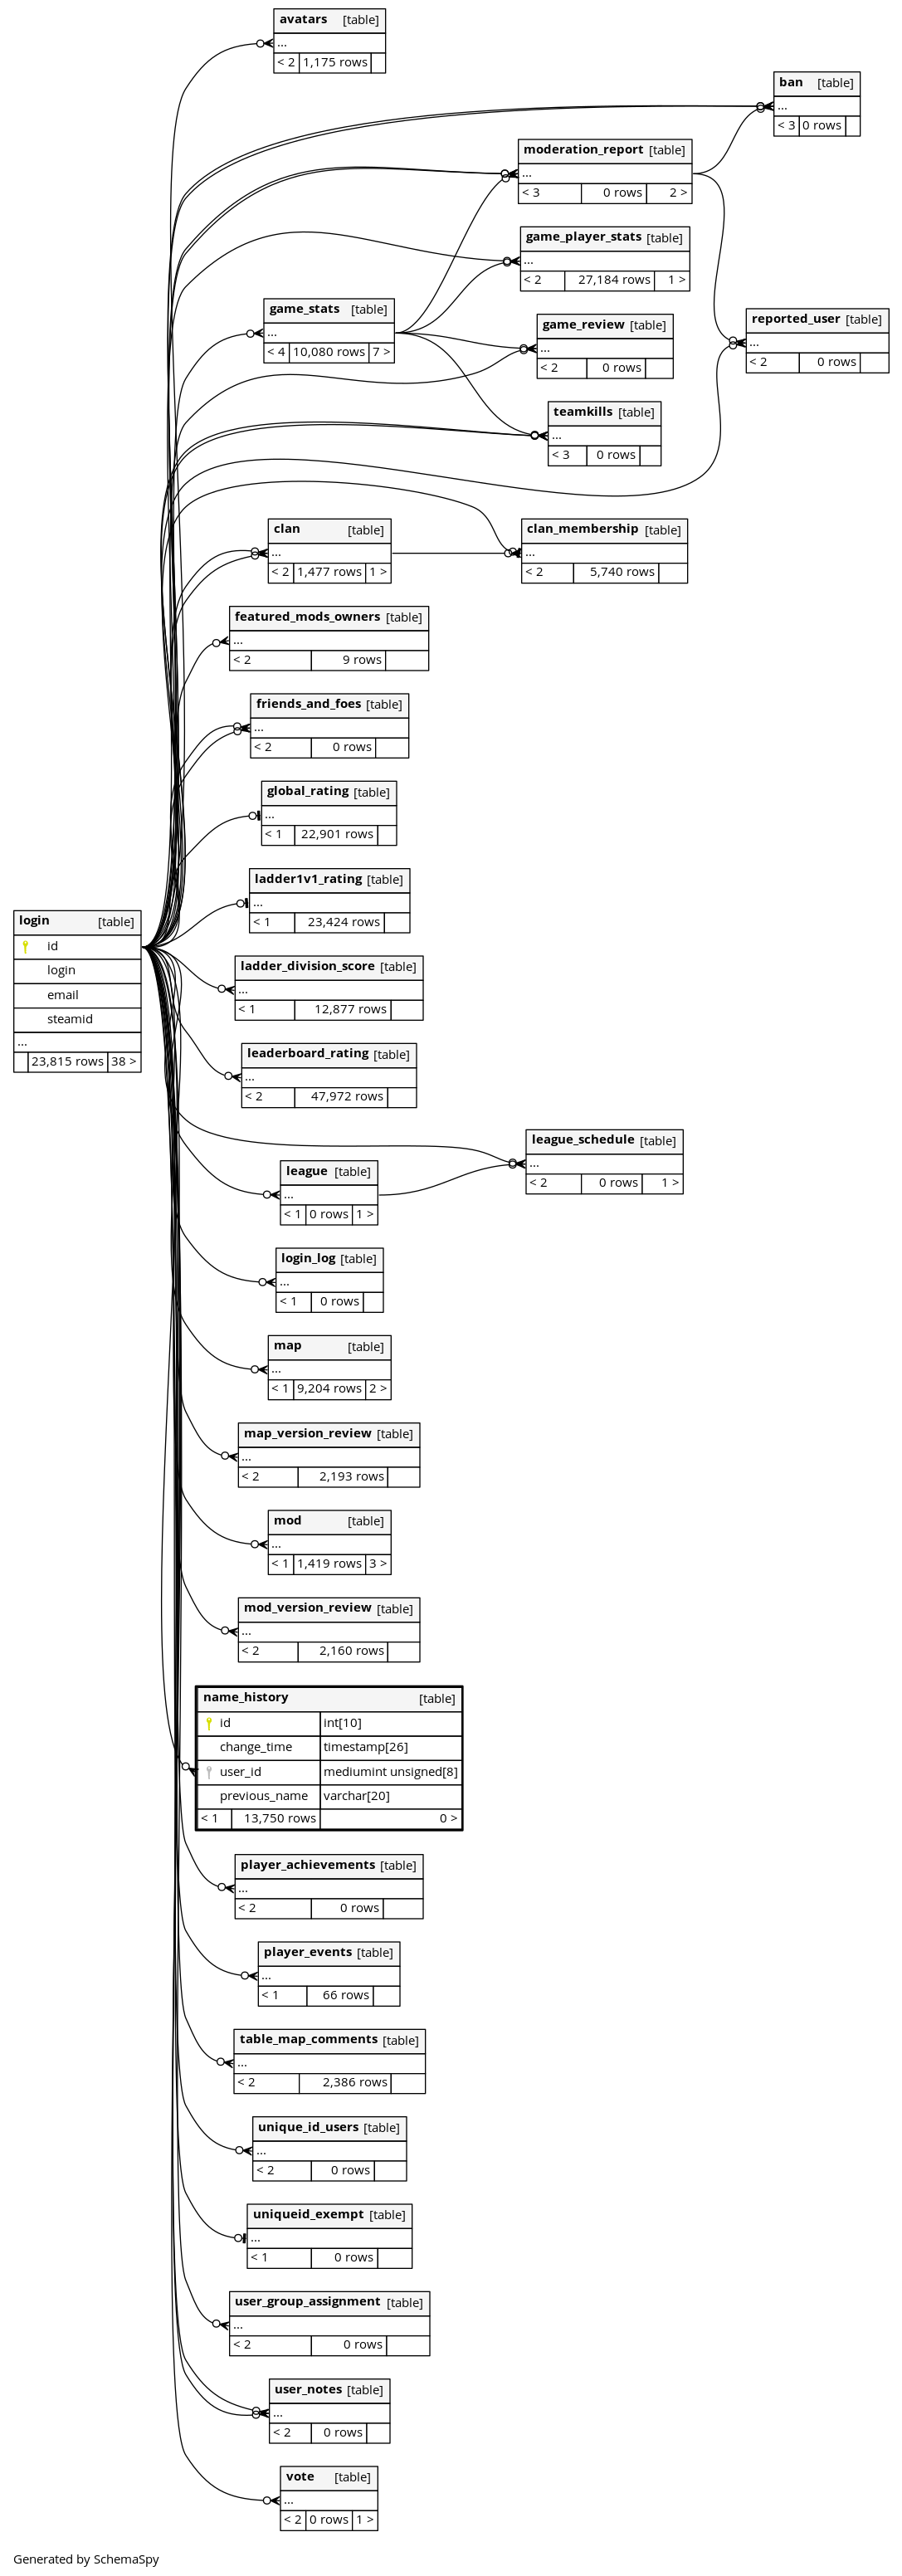 avatars [table]
...
< 2 1,175 rows
ban [table]
...
< 3 0 rows
moderation_report [table]
...
< 3 0 rows 2 >
game_player_stats [table]
...
< 2 27,184 rows 1 >
game_stats [table]
...
< 4 10,080 rows 7 >
game_review [table]
...
< 2 0 rows
reported_user [table]
...
< 2 0 rows
teamkills [table]
...
< 3 0 rows
clan [table]
...
< 2 1,477 rows 1 >
clan_membership [table]
...
< 2 5,740 rows
featured_mods_owners [table]
...
< 2 9 rows
friends_and_foes [table]
...
< 2 0 rows
global_rating [table]
...
< 1 22,901 rows
ladder1v1_rating [table]
...
< 1 23,424 rows
login [table]
id
login
email
steamid
...
23,815 rows 38 >
ladder_division_score [table]
...
< 1 12,877 rows
leaderboard_rating [table]
...
< 2 47,972 rows
league_schedule [table]
...
< 2 0 rows 1 >
league [table]
...
< 1 0 rows 1 >
login_log [table]
...
< 1 0 rows
map [table]
...
< 1 9,204 rows 2 >
map_version_review [table]
...
< 2 2,193 rows
mod [table]
...
< 1 1,419 rows 3 >
mod_version_review [table]
...
< 2 2,160 rows
name_history [table]
id int[10]
change_time timestamp[26]
user_id mediumint unsigned[8]
previous_name varchar[20]
< 1 13,750 rows 0 >
player_achievements [table]
...
< 2 0 rows
player_events [table]
...
< 1 66 rows
table_map_comments [table]
...
< 2 2,386 rows
unique_id_users [table]
...
< 2 0 rows
uniqueid_exempt [table]
...
< 1 0 rows
user_group_assignment [table]
...
< 2 0 rows
user_notes [table]
...
< 2 0 rows
vote [table]
...
< 2 0 rows 1 >
Generated by SchemaSpy